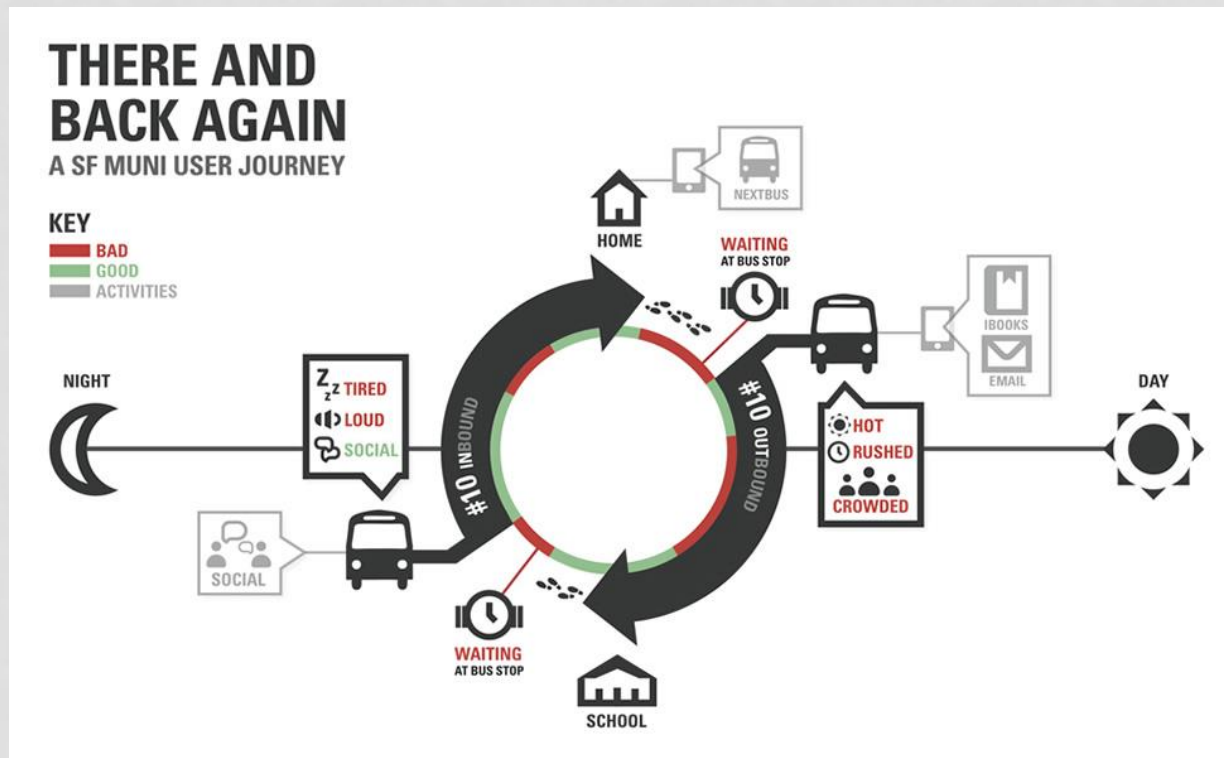 THERE AND
BACK AGAIN
A SF MUNI USER JOURNEY
KEY
BAD
GOOD
ACTIVITIES
NEXTBUS
HOME
WAITING
AT BUS STOP
IBOOKS
EMAIL
NIGHT
Z z z TIRED
LOUD
SOCIAL
#10 INBOUND
#10 OUTBOUND
HOT
RUSHED
CROWDED
DAY
SOCIAL
WAITING
AT BUS STOP
SCHOOL